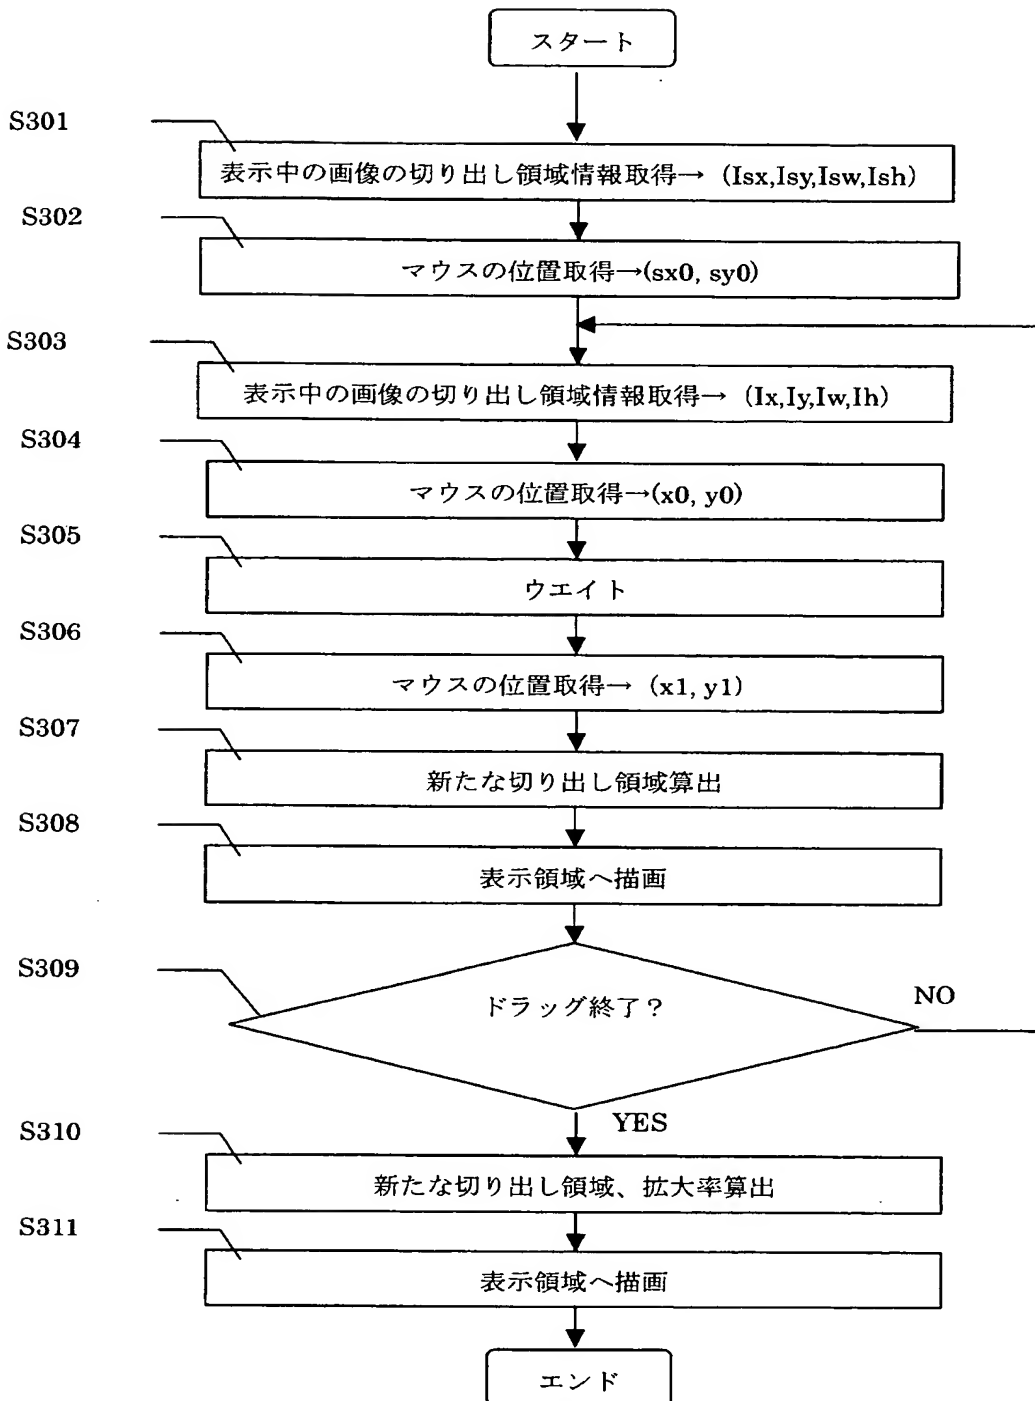 スタート
S301
表示中の画像の切り出し領域情報取得→ (Isx,Isy,Isw,Ish)
S302
マウスの位置取得→(sx0, sy0)
S303
表示中の画像の切り出し領域情報取得→ (Ix,Iy,Iw,Ih)
S304
マウスの位置取得→(x0, y0)
S305
ウエイト
S306
マウスの位置取得→ (x1, y1)
S307
新たな切り出し領域算出
S308
表示領域へ描画
S309
ドラッグ終了?
NO
YES
S310
新たな切り出し領域、拡大率算出
S311
表示領域へ描画
エンド